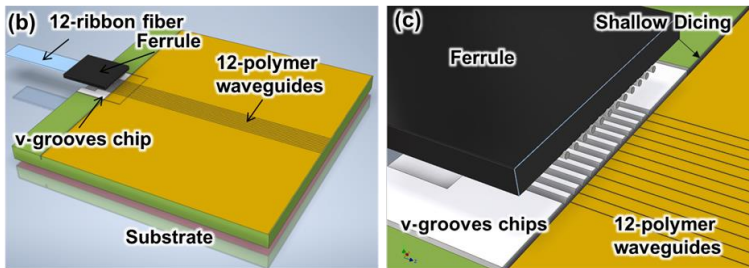 (b)
12-ribbon fiber
Ferrule
12-polymer
waveguides
v-grooves chip
Substrate
(c)
Shallow Dicing
Ferrule
v-grooves chips
12-polymer
waveguides